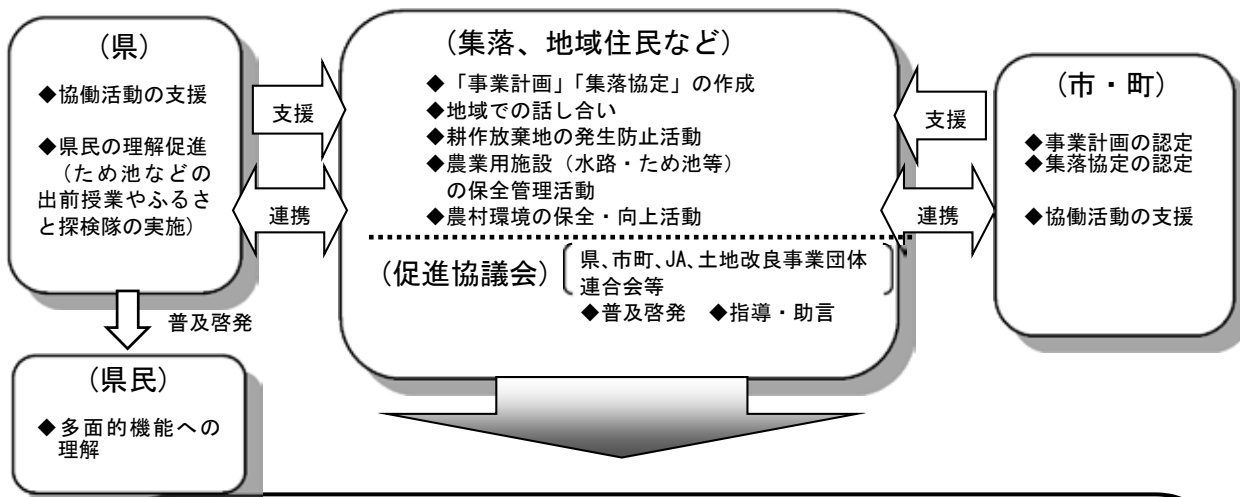 （県）
◆協働活動の支援
◆県民の理解促進
（ため池などの
出前授業やふるさ
と探検隊の実施）
支援
連携
普及啓発
（県民）
◆多面的機能への
理解
（集落、地域住民など）
◆「事業計画」「集落協定」の作成
◆地域での話し合い
◆耕作放棄地の発生防止活動
◆農業用施設（水路・ため池等）
の保全管理活動
◆農村環境の保全・向上活動
（促進協議会）
県、市町、JA、土地改良事業団体
連合会等
◆普及啓発　◆指導・助言
支援
連携
（市・町）
◆事業計画の認定
◆集落協定の認定
◆協働活動の支援